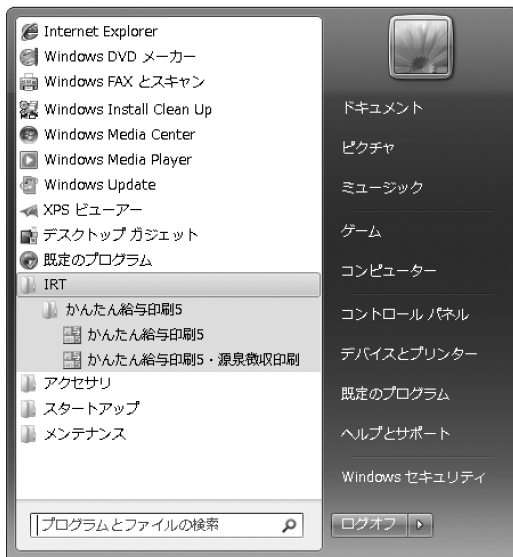 Internet Explorer
Windows DVD メーカー
Windows FAX とスキャン
Windows Install Clean Up
Windows Media Center
Windows Media Player
Windows Update
XPS ビューアー
デスクトップ ガジェット
既定のプログラム
IRT
かんたん給与印刷5
かんたん給与印刷5
かんたん給与印刷5・源泉徴収印刷
アクセサリ
スタートアップ
メンテナンス
プログラムとファイルの検索
ドキュメント
ピクチャ
ミュージック
ゲーム
コンピューター
コントロール パネル
デバイスとプリンター
既定のプログラム
ヘルプとサポート
Windows セキュリティ
ログオフ